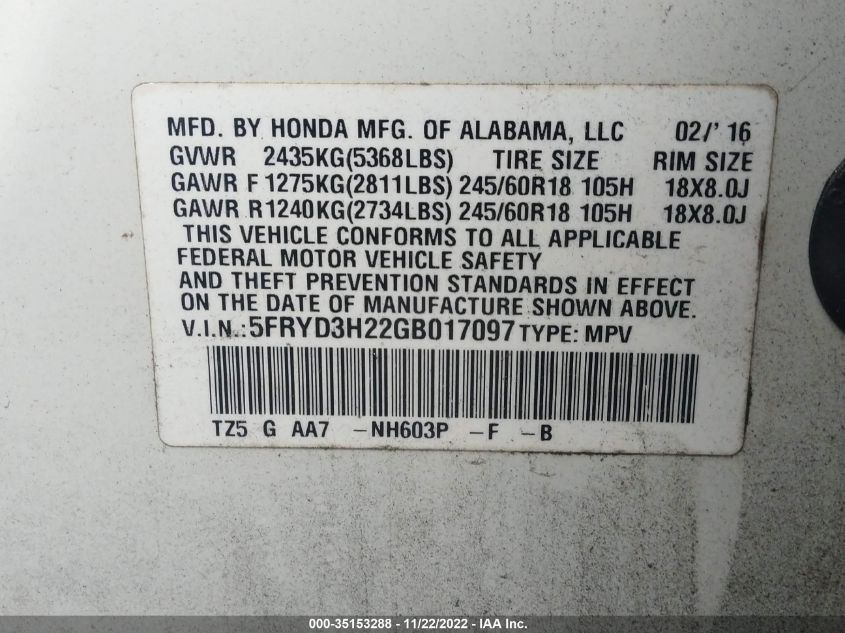 MFD. BY HONDA MFG. OF ALABAMA, LLC 02/' 16
GVWR 2435KG(5368LBS) TIRE SIZE RIM SIZE
GAWR F 1275KG(2811LBS) 245/60R18 105H 18X8.0J
GAWR R 1240KG(2734LBS) 245/60R18 105H 18X8.0J
THIS VEHICLE CONFORMS TO ALL APPLICABLE
FEDERAL MOTOR VEHICLE SAFETY
AND THEFT PREVENTION STANDARDS IN EFFECT
ON THE DATE OF MANUFACTURE SHOWN ABOVE.
V.I.N.:5FRYD3H22GB017097 TYPE: MPV
TZ5 G AA7 -NH603P -F -B
000-35153288 - 11/22/2022 - IAA Inc.